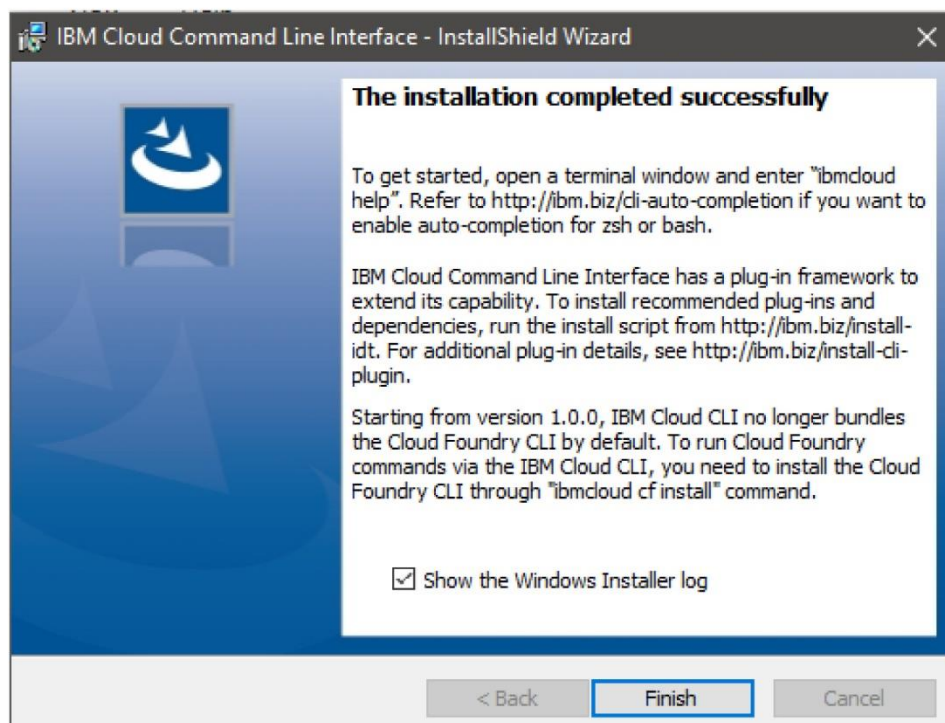 IBM Cloud Command Line Interface - InstallShield Wizard
The installation completed successfully
To get started, open a terminal window and enter "ibmcloud
help". Refer to http://ibm.biz/cli-auto-completion if you want to
enable auto-completion for zsh or bash.
IBM Cloud Command Line Interface has a plug-in framework to
extend its capability. To install recommended plug-ins and
dependencies, run the install script from http://ibm.biz/install-
idt. For additional plug-in details, see http://ibm.biz/install-cli-
plugin.
Starting from version 1.0.0, IBM Cloud CLI no longer bundles
the Cloud Foundry CLI by default. To run Cloud Foundry
commands via the IBM Cloud CLI, you need to install the Cloud
Foundry CLI through "ibmcloud cf install" command.
Show the Windows Installer log
< Back Finish Cancel